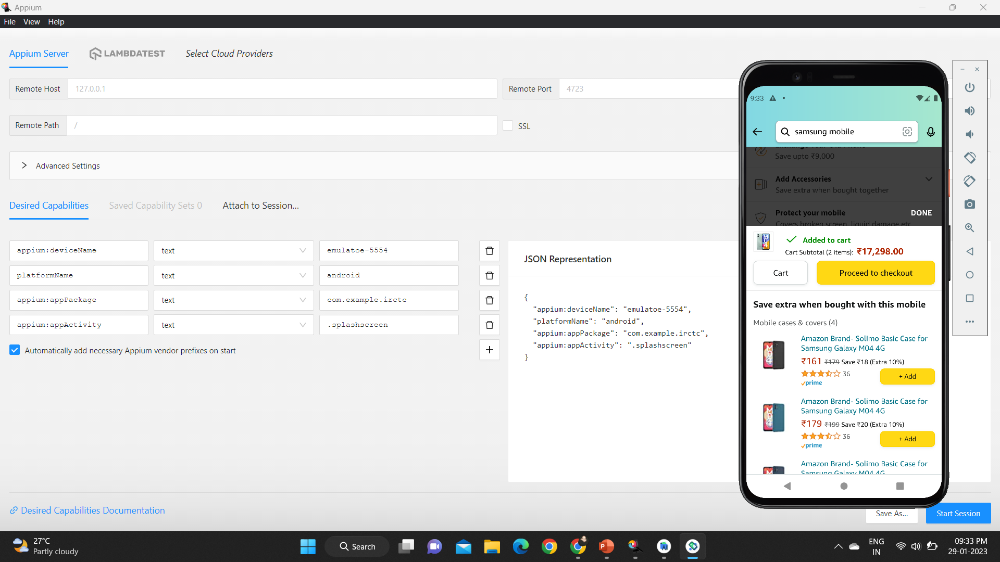 Appium
File View Help
Appium Server LAMBDATEST Select Cloud Providers
Remote Host 127.0.0.1 Remote Port 4723
Remote Path / SSL
Advanced Settings
Desired Capabilities Saved Capability Sets 0 Attach to Session...
appium:deviceName text emulatoe-5554
platformName text android
appium:appPackage text com.example.irctc
appium:appActivity text .splashscreen
Automatically add necessary Appium vendor prefixes on start
JSON Representation
{
"appium:deviceName": "emulatoe-5554",
"platformName": "android",
"appium:appPackage": "com.example.irctc",
"appium:appActivity": ".splashscreen"
}
Desired Capabilities Documentation
Save As... Start Session
9:33
samsung mobile
Exchange Your Old Phone
Save upto ₹9,000
Add Accessories
Save extra when bought together
Protect your mobile
DONE
Covers broken screen, liquid damage etc
Added to cart
Cart Subtotal (2 items): ₹17,298.00
Cart Proceed to checkout
Save extra when bought with this mobile
Mobile cases & covers (4)
Amazon Brand- Solimo Basic Case for
Samsung Galaxy M04 4G
₹161 ₹179 Save ₹18 (Extra 10%)
36
+ Add
prime
Amazon Brand- Solimo Basic Case for
Samsung Galaxy M04 4G
₹179 ₹199 Save ₹20 (Extra 10%)
36
+ Add
prime
Amazon Brand- Solimo Basic Case for
Samsung Galaxy M04 4G
27°C
Partly cloudy
Search
ENG
IN
09:33 PM
29-01-2023